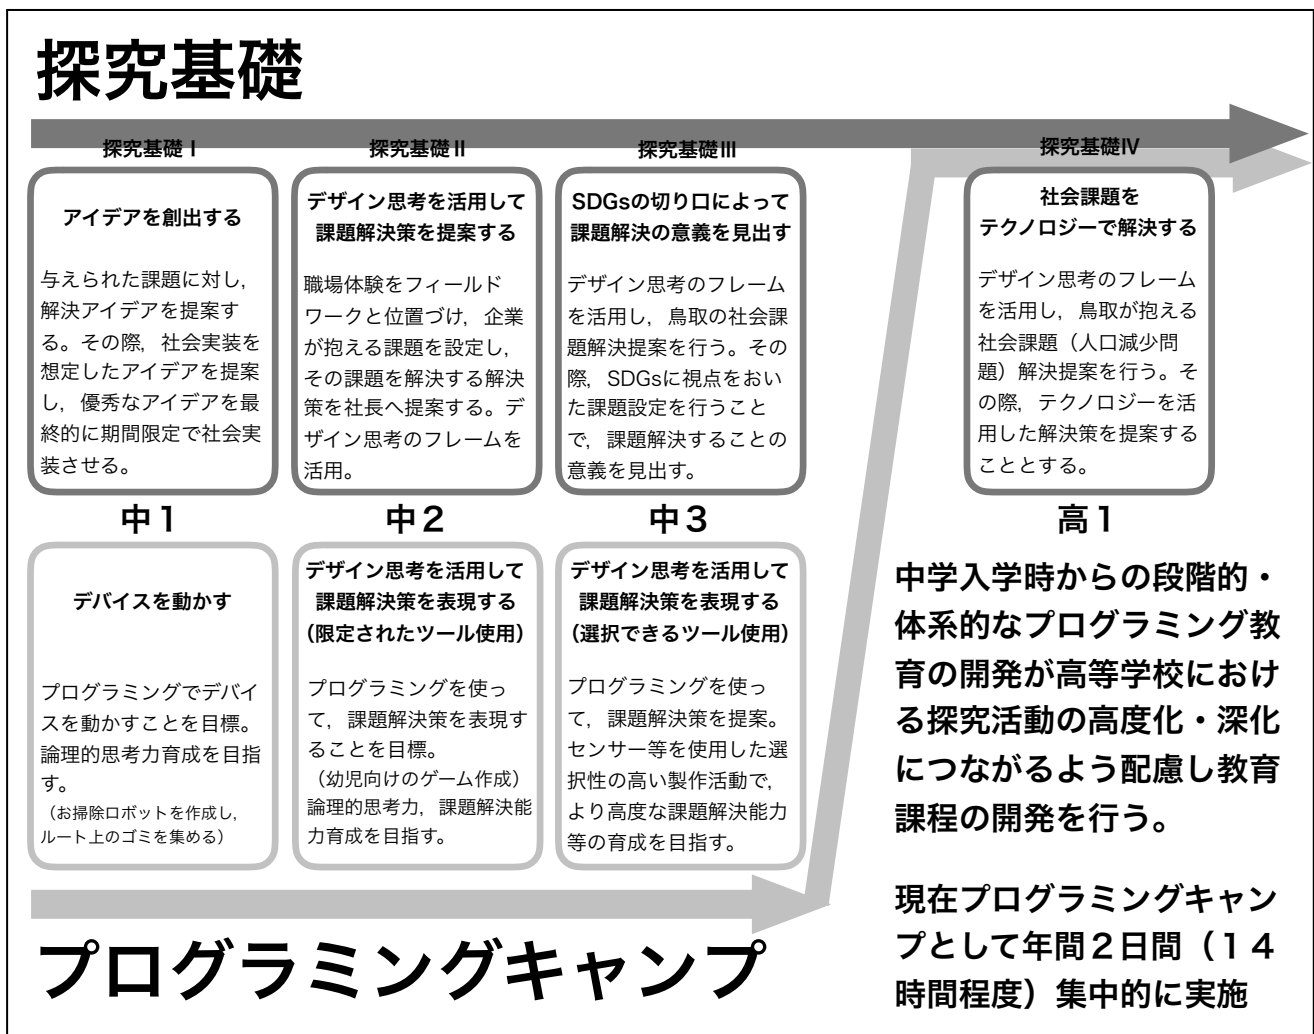 探究基礎
探究基礎Ⅰ
アイデアを創出する
与えられた課題に対し,
解決アイデアを提案す
る。その際, 社会実装を
想定したアイデアを提案
し, 優秀なアイデアを最
終的に期間限定で社会実
装させる。
中1
探究基礎Ⅱ
デザイン思考を活用して
課題解決策を提案する
職場体験をフィールド
ワークと位置づけ, 企業
が抱える課題を設定し,
その課題を解決する解決
策を社長へ提案する。デ
ザイン思考のフレームを
活用。
中2
探究基礎Ⅲ
SDGsの切り口によって
課題解決の意義を見出す
デザイン思考のフレーム
を活用し, 鳥取の社会課
題解決提案を行う。その
際, SDGsに視点をおい
た課題設定を行うこと
で, 課題解決することの
意義を見出す。
中3
探究基礎Ⅳ
社会課題を
テクノロジーで解決する
デザイン思考のフレーム
を活用し, 鳥取が抱える
社会課題（人口減少問
題）解決提案を行う。そ
の際, テクノロジーを活
用した解決策を提案する
こととする。
高1
デバイスを動かす
プログラミングでデバイ
スを動かすことを目標。
論理的思考力育成を目指
す。
（お掃除ロボットを作成し,
ルート上のゴミを集める）
デザイン思考を活用して
課題解決策を表現する
（限定されたツール使用）
プログラミングを使っ
て, 課題解決策を表現す
ることを目標。
（幼児向けのゲーム作成）
論理的思考力, 課題解決能
力育成を目指す。
デザイン思考を活用して
課題解決策を表現する
（選択できるツール使用）
プログラミングを使っ
て, 課題解決策を提案。
センサー等を使用した選
択性の高い製作活動で,
より高度な課題解決能力
等の育成を目指す。
中学入学時からの段階的・
体系的なプログラミング教
育の開発が高等学校におけ
る探究活動の高度化・深化
につながるよう配慮し教育
課程の開発を行う。
現在プログラミングキャン
プとして年間２日間（１４
時間程度）集中的に実施
プログラミングキャンプ